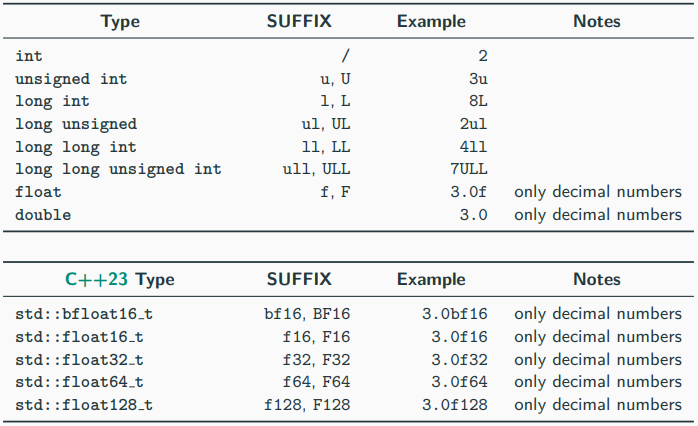 Type SUFFIX Example Notes
int / 2
unsigned int u, U 3u
long int l, L 8L
long unsigned ul, UL 2ul
long long int ll, LL 4ll
long long unsigned int ull, ULL 7ULL
float f, F 3.0f only decimal numbers
double 3.0 only decimal numbers
C++23 Type SUFFIX Example Notes
std::bfloat16_t bf16, BF16 3.0bf16 only decimal numbers
std::float16_t f16, F16 3.0f16 only decimal numbers
std::float32_t f32, F32 3.0f32 only decimal numbers
std::float64_t f64, F64 3.0f64 only decimal numbers
std::float128_t f128, F128 3.0f128 only decimal numbers